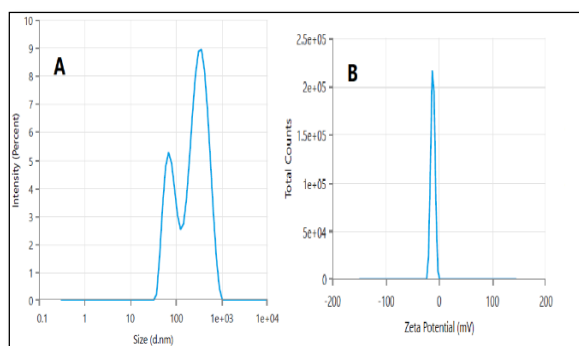 A
Intensity (Percent)
10
9
8
7
6
5
4
3
2
1
0
0.1 1 10 100 1e+03 1e+04
Size (d.nm)
B
Total Counts
2.5e+05
2e+05
1.5e+05
1e+05
5e+04
0
-200 -100 0 100 200
Zeta Potential (mV)